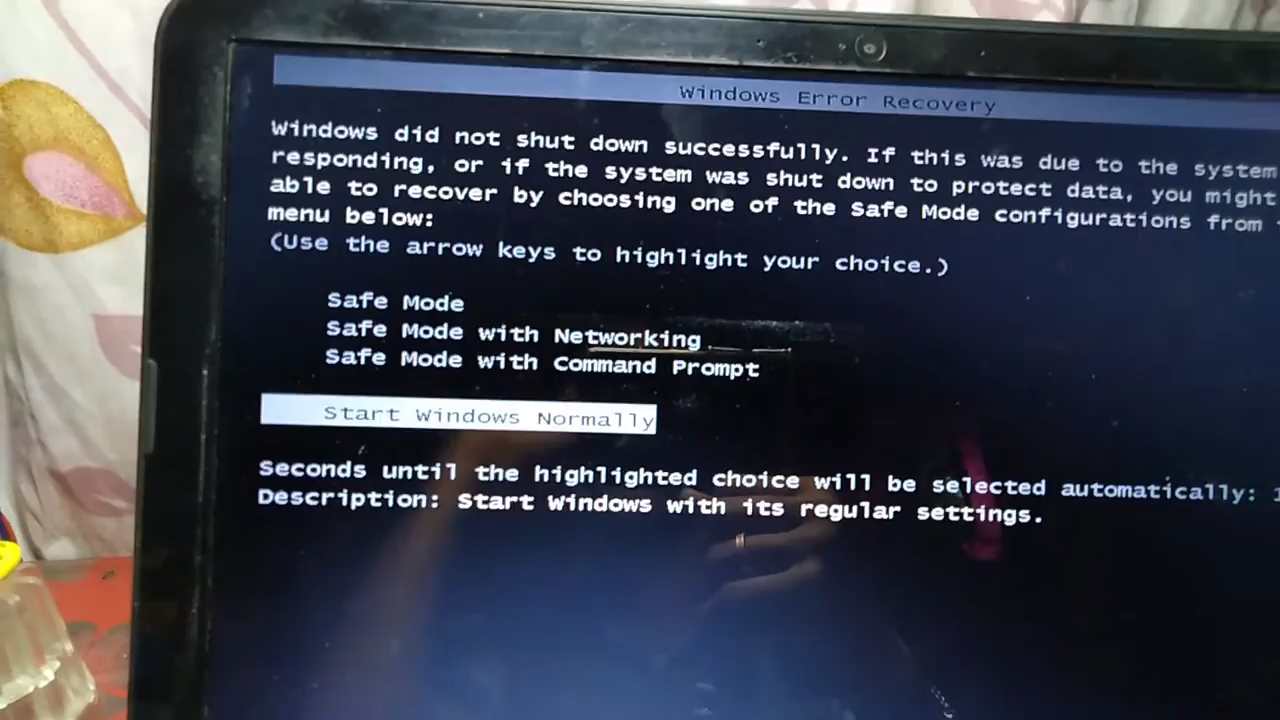 Windows Error Recovery
Windows did not shut down successfully. If this was due to the system
responding, or if the system was shut down to protect data, you might
able to recover by choosing one of the Safe Mode configurations from
menu below:
(Use the arrow keys to highlight your choice.)
Safe Mode
Safe Mode with Networking
Safe Mode with Command Prompt
Start Windows Normally
Seconds until the highlighted choice will be selected automatically:
Description: Start Windows with its regular settings.